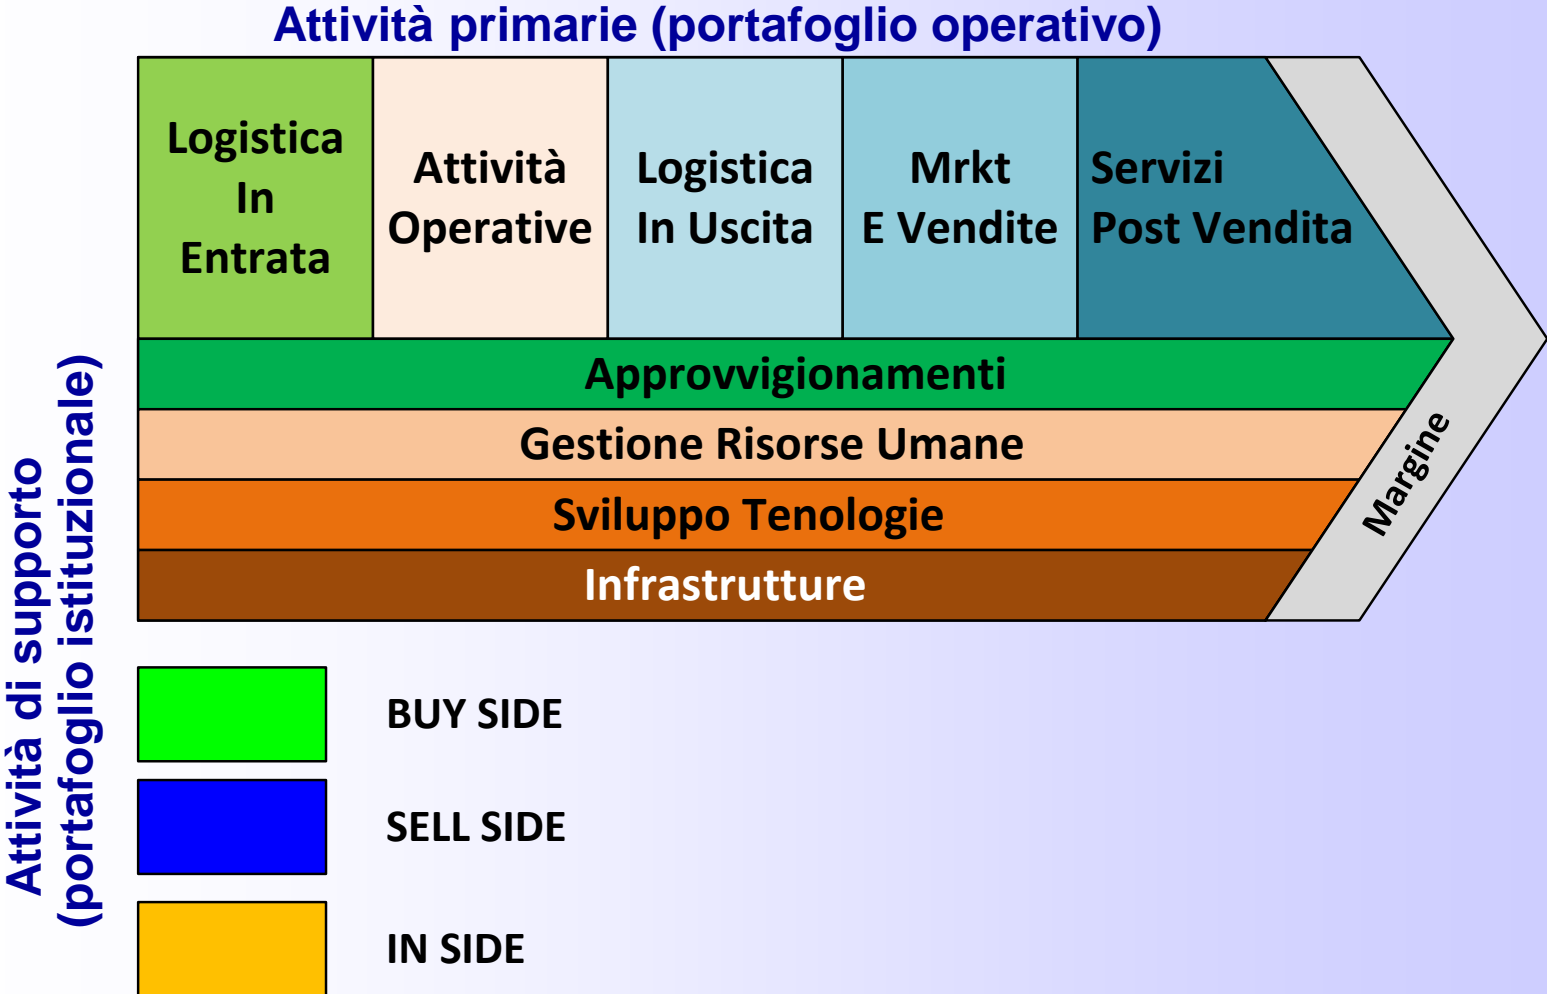 Attività primarie (portafoglio operativo)
Logistica
In
Entrata
Attività
Operative
Logistica
In Uscita
Mrkt
E Vendite
Servizi
Post Vendita
Approvvigionamenti
Gestione Risorse Umane
Sviluppo Tenologie
Infrastrutture
Margine
Attività di supporto
(portafoglio istituzionale)
BUY SIDE
SELL SIDE
IN SIDE